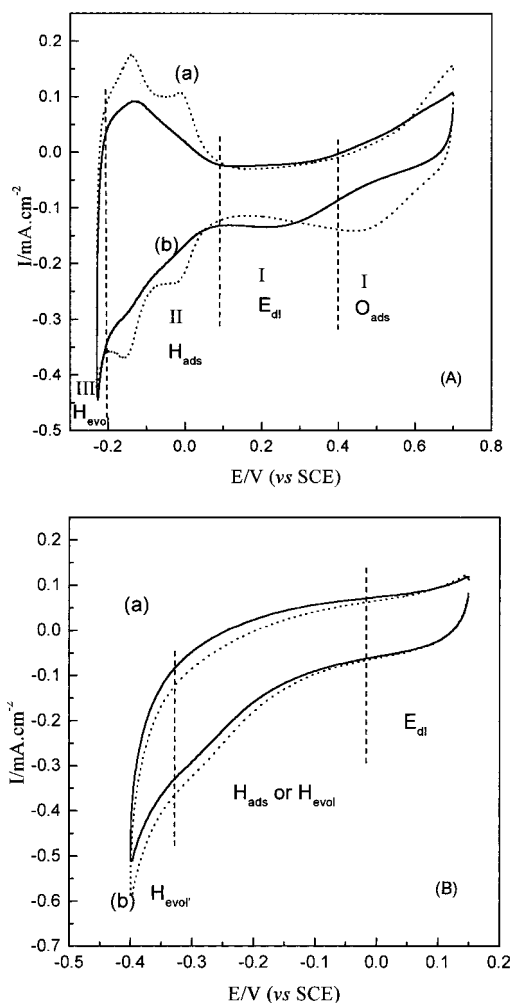 0.2
(a)
0.1
0.0
-0.1
(b)
-0.2
I
I
II
E_dl
O_ads
-0.3
H_ads
-0.4
III
(A)
H_evol
-0.5
-0.2 0.0 0.2 0.4 0.6 0.8
E/V (vs SCE)
I/mA.cm⁻²
0.2
(a)
0.1
0.0
-0.1
-0.2
E_dl
-0.3
H_ads or H_evol
-0.4
-0.5
(b)
H_evol'
(B)
-0.6
-0.7
-0.5 -0.4 -0.3 -0.2 -0.1 0.0 0.1 0.2
E/V (vs SCE)
I/mA.cm⁻²